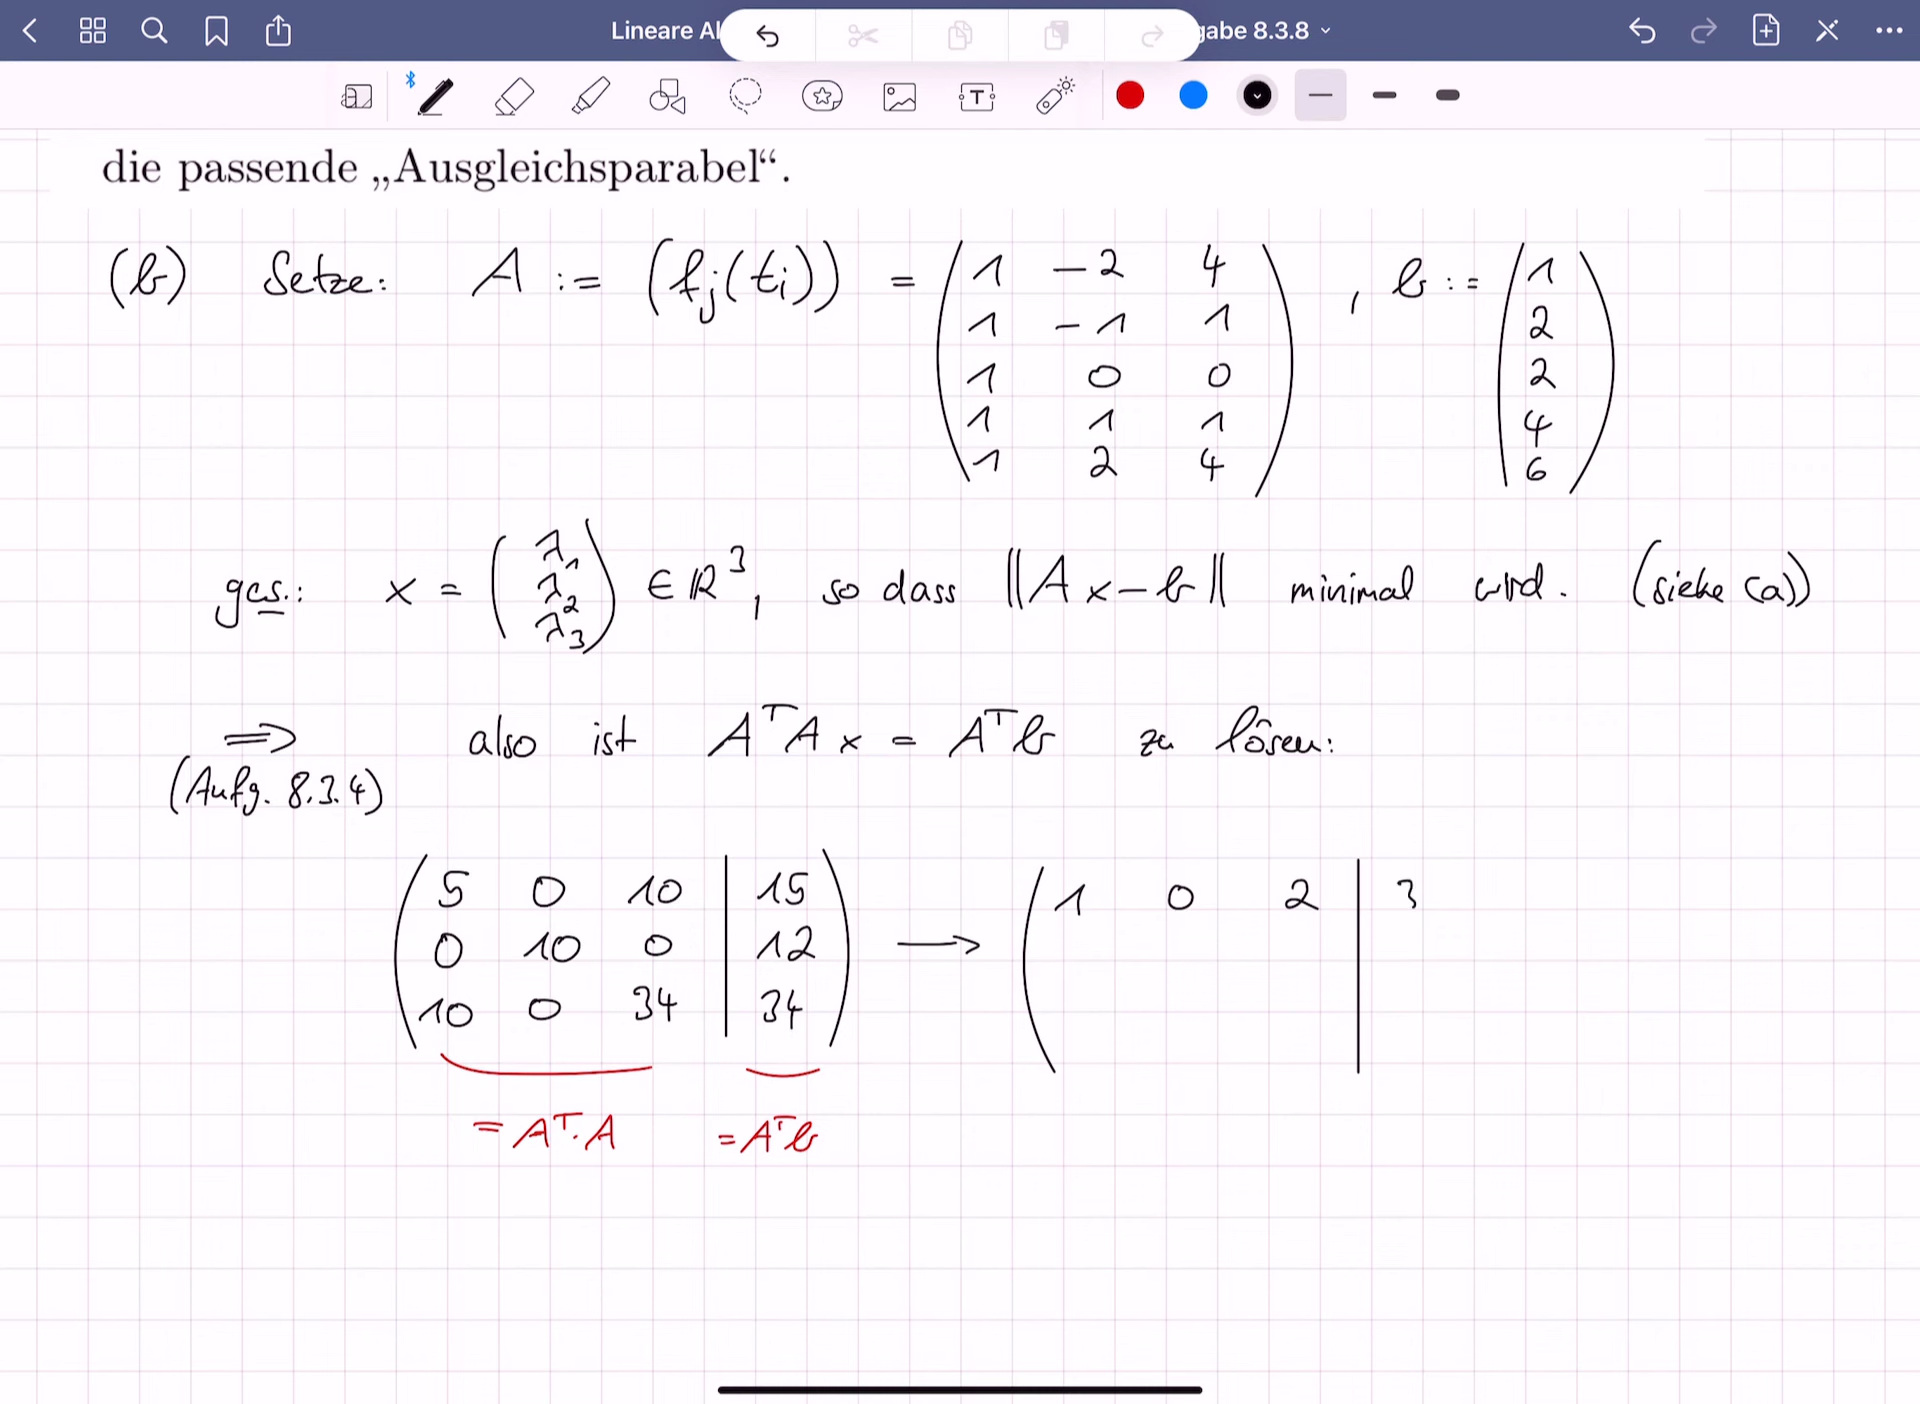 Lineare Al gabe 8.3.8
die passende „Ausgleichsparabel“.
(b) Setze: A := (fj(ti)) = ( 1 -2 4 , b := ( 1
1 -1 1 2
1 0 0 2
1 1 1 4
1 2 4 ) 6 )
ges.: x = (λ1 λ2 λ3) ∈ ℝ³, so dass ||Ax-b|| minimal wird. (siehe (a))
⇒ also ist AᵀA x = Aᵀb zu lösen:
(Aufg. 8.3.4)
( 5 0 10 | 15 ) → ( 1 0 2 | 3
0 10 0 | 12
10 0 34 | 34 )
= Aᵀ·A = Aᵀb